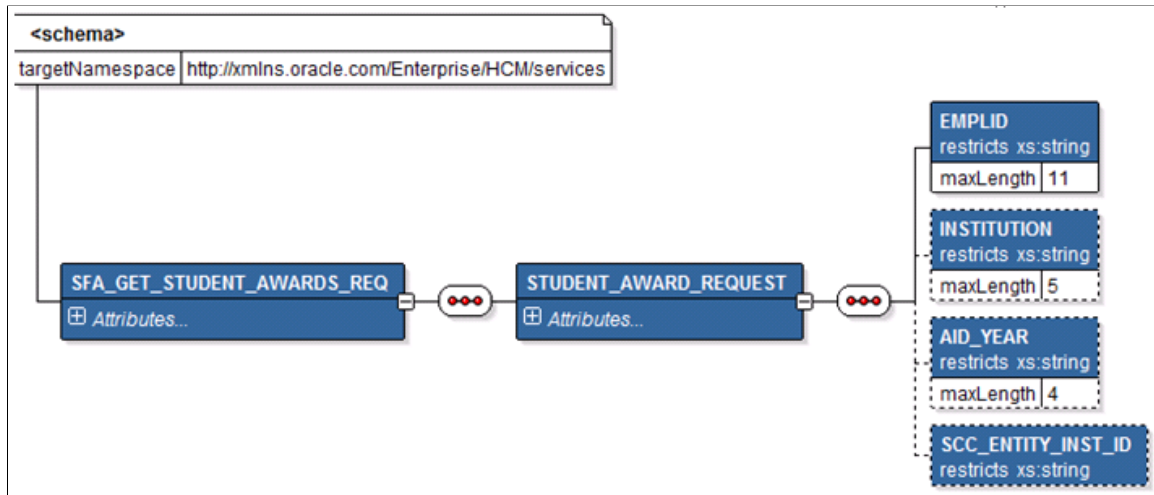 <schema>
targetNamespace http://xmlns.oracle.com/Enterprise/HCM/services
SFA_GET_STUDENT_AWARDS_REQ
Attributes...
STUDENT_AWARD_REQUEST
Attributes...
EMPLID
restricts xs:string
maxLength 11
INSTITUTION
restricts xs:string
maxLength 5
AID_YEAR
restricts xs:string
maxLength 4
SCC_ENTITY_INST_ID
restricts xs:string